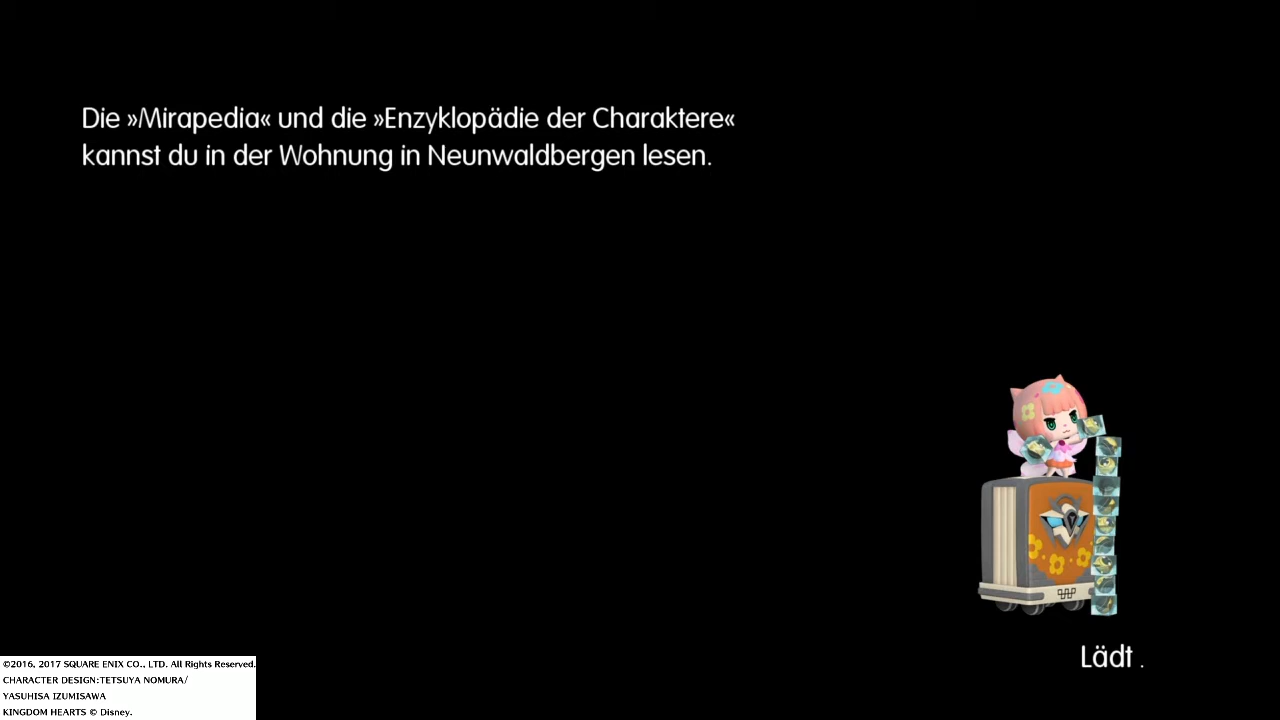 Die »Mirapedia« und die »Enzyklopädie der Charaktere«
kannst du in der Wohnung in Neunwaldbergen lesen.
Lädt .
©2016, 2017 SQUARE ENIX CO., LTD. All Rights Reserved.
CHARACTER DESIGN:TETSUYA NOMURA/
YASUHISA IZUMISAWA
KINGDOM HEARTS © Disney.